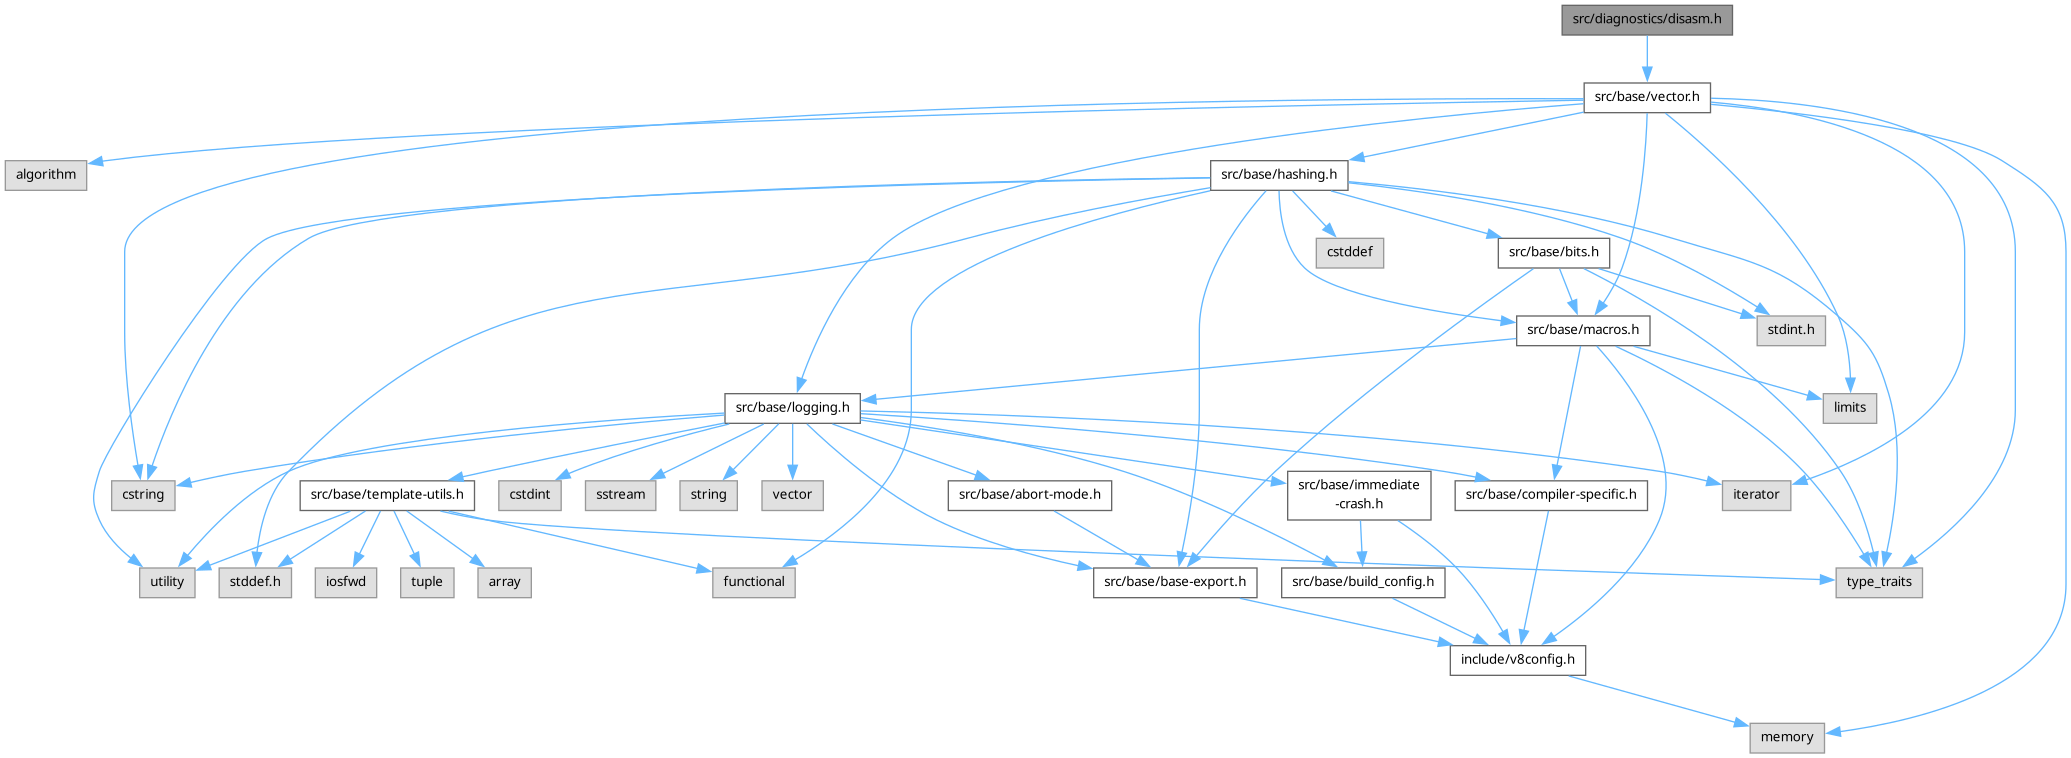 src/diagnostics/disasm.h
src/base/vector.h
algorithm
src/base/hashing.h
cstddef
src/base/bits.h
src/base/macros.h
stdint.h
src/base/logging.h
limits
cstring
src/base/template-utils.h
cstdint
sstream
string
vector
src/base/abort-mode.h
src/base/immediate
-crash.h
src/base/compiler-specific.h
iterator
utility
stddef.h
iosfwd
tuple
array
functional
src/base/base-export.h
src/base/build_config.h
type_traits
include/v8config.h
memory